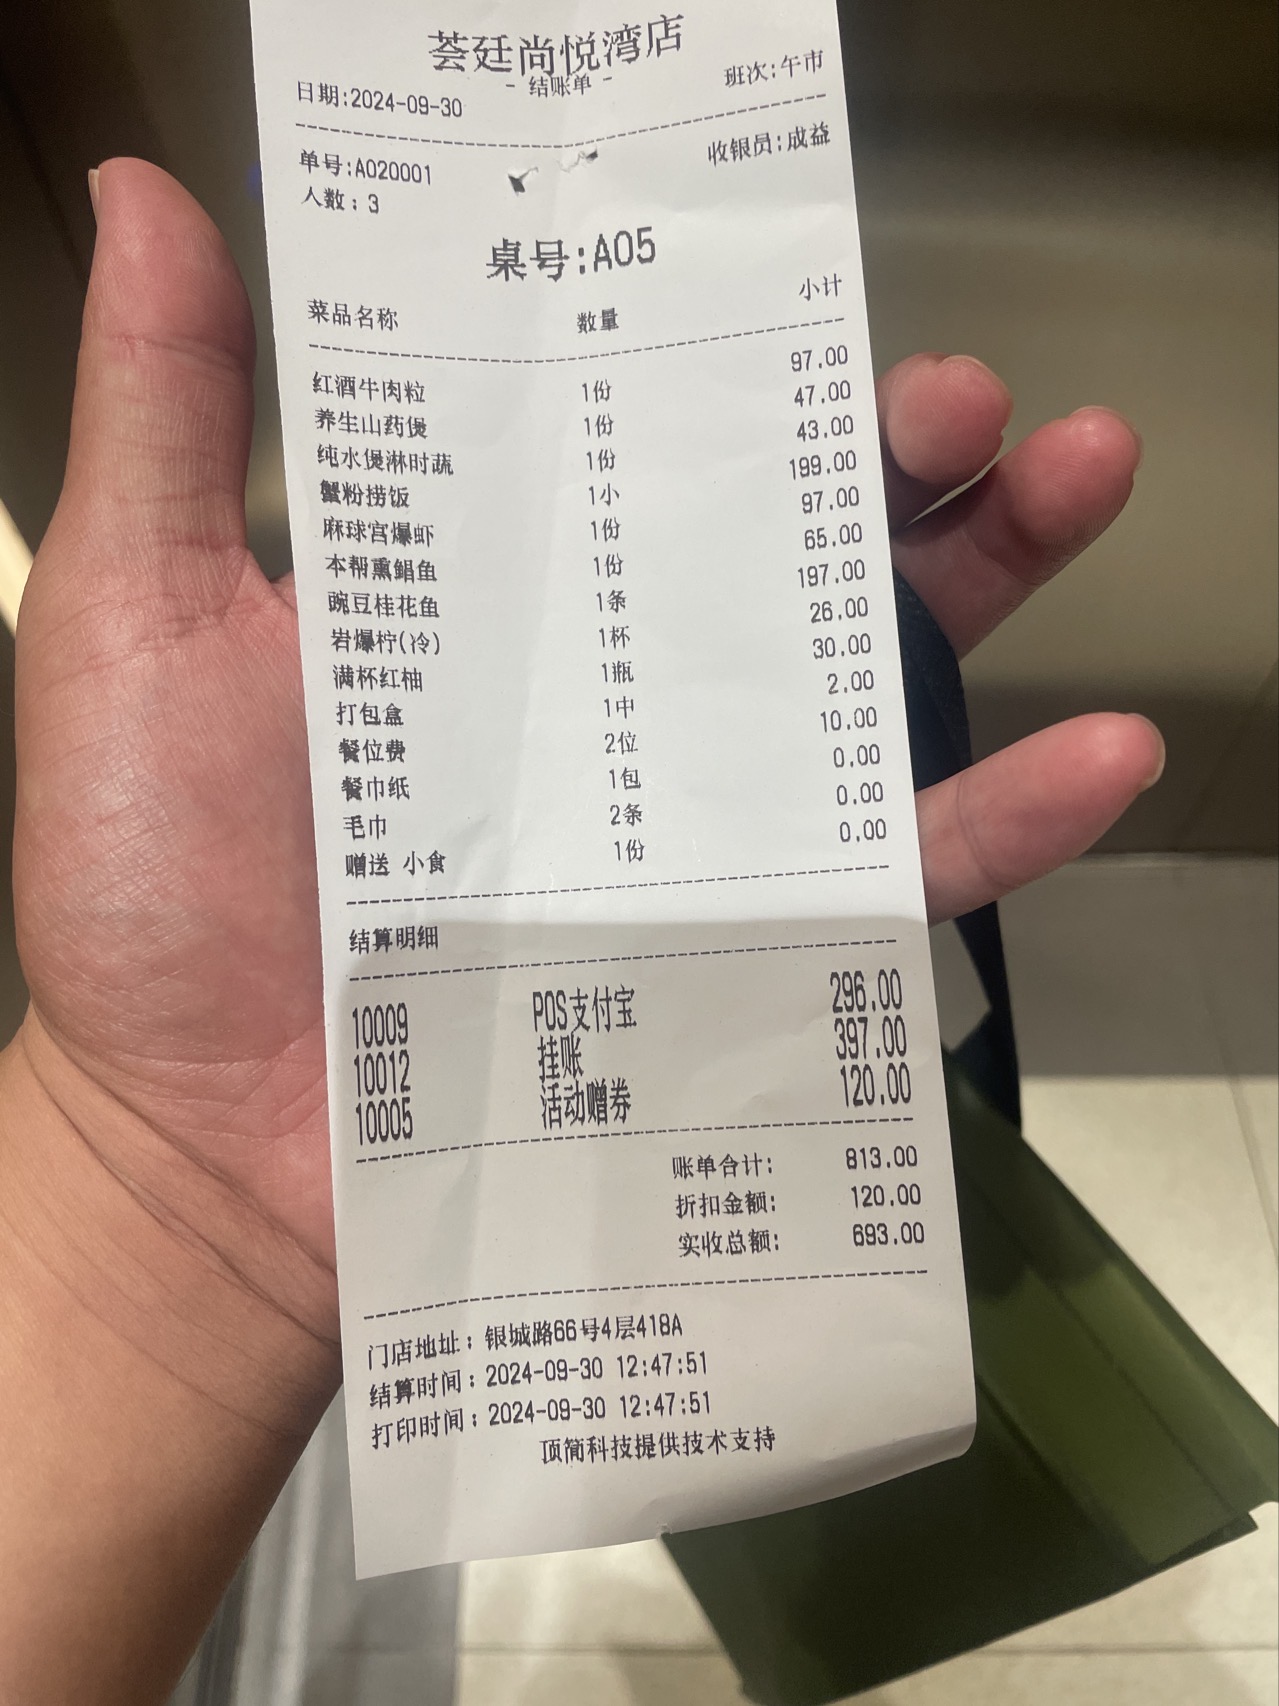 荟廷尚悦湾店
- 结账单 -
日期:2024-09-30 班次:午市
单号:A020001 收银员:成益
人数: 3
桌号:A05
菜品名称 数量 小计
红酒牛肉粒 1份 97.00
养生山药煲 1份 47.00
纯水煲淋时蔬 1份 43.00
蟹粉捞饭 1小 199.00
麻球宫爆虾 1份 97.00
本帮熏鲳鱼 1份 65.00
豌豆桂花鱼 1条 197.00
岩爆柠(冷) 1杯 26.00
满杯红柚 1瓶 30.00
打包盒 1中 2.00
餐位费 2位 10.00
餐巾纸 1包 0.00
毛巾 2条 0.00
赠送 小食 1份 0.00
结算明细
10009 POS支付宝 296.00
10012 挂账 397.00
10005 活动赠券 120.00
账单合计: 813.00
折扣金额: 120.00
实收总额: 693.00
门店地址: 银城路66号4层418A
结算时间: 2024-09-30 12:47:51
打印时间: 2024-09-30 12:47:51
顶简科技提供技术支持